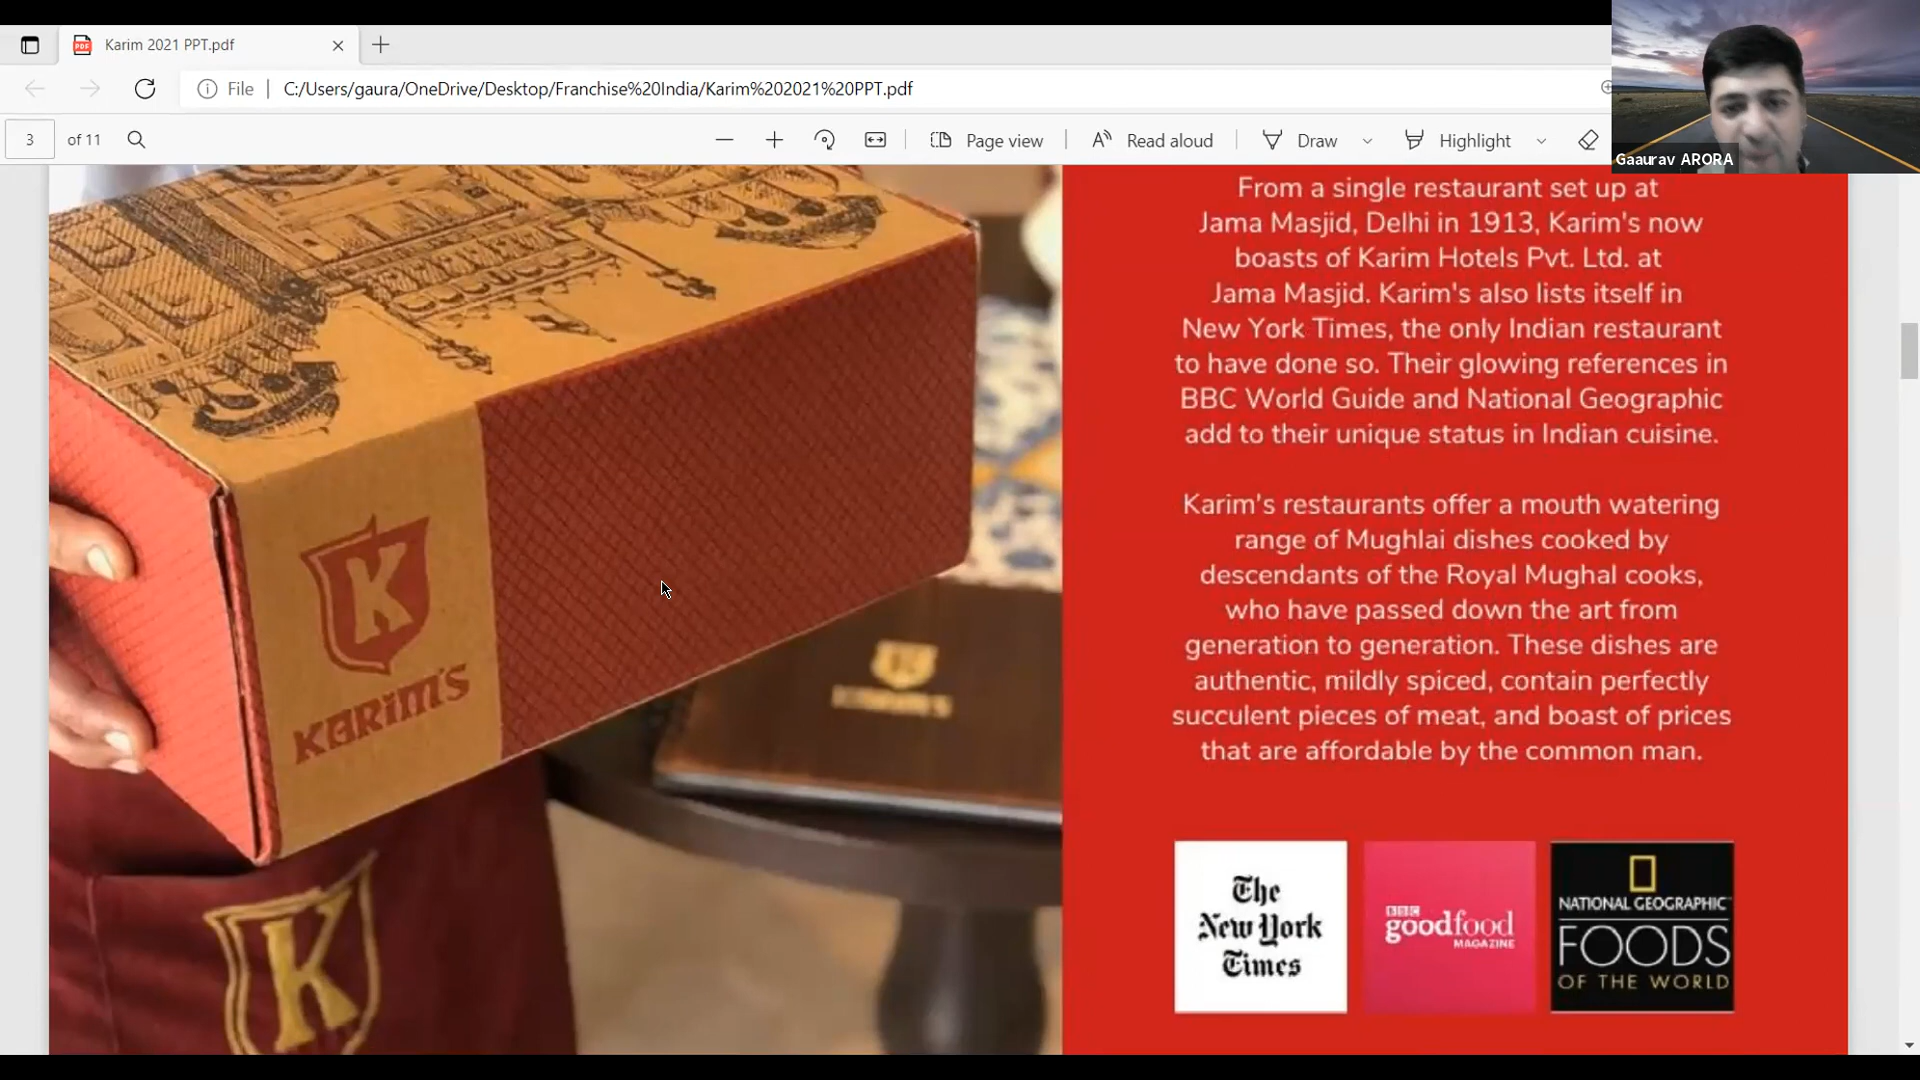 Karim 2021 PPT.pdf
File
C:/Users/gaura/OneDrive/Desktop/Franchise%20India/Karim%202021%20PPT.pdf
3 of 11
Page view
Read aloud
Draw
Highlight
Gaaurav ARORA
From a single restaurant set up at
Jama Masjid, Delhi in 1913, Karim's now
boasts of Karim Hotels Pvt. Ltd. at
Jama Masjid. Karim's also lists itself in
New York Times, the only Indian restaurant
to have done so. Their glowing references in
BBC World Guide and National Geographic
add to their unique status in Indian cuisine.
Karim's restaurants offer a mouth watering
range of Mughlai dishes cooked by
descendants of the Royal Mughal cooks,
who have passed down the art from
generation to generation. These dishes are
authentic, mildly spiced, contain perfectly
succulent pieces of meat, and boast of prices
that are affordable by the common man.
K
KARIM'S
K
KARIM'S
K
The
New York
Times
BBC
goodfood
MAGAZINE
NATIONAL GEOGRAPHIC
FOODS
OF THE WORLD